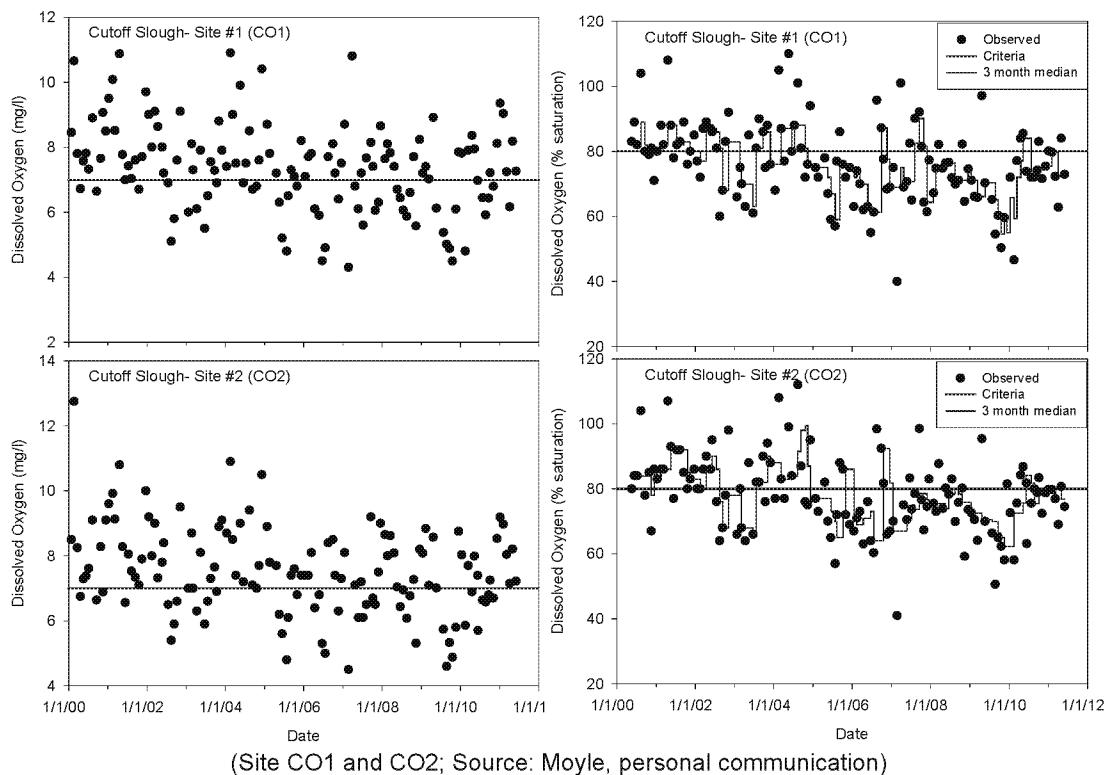 Cutoff Slough- Site #1 (CO1)
Dissolved Oxygen (mg/l)
12
10
8
6
4
2
Cutoff Slough- Site #1 (CO1)
Observed
Criteria
3 month median
Dissolved Oxygen (% saturation)
120
100
80
60
40
20
Cutoff Slough- Site #2 (CO2)
Dissolved Oxygen (mg/l)
14
12
10
8
6
4
1/1/00
1/1/02
1/1/04
1/1/06
1/1/08
1/1/10
1/1/1
Date
Cutoff Slough- Site #2 (CO2)
Observed
Criteria
3 month median
Dissolved Oxygen (% saturation)
120
100
80
60
40
20
1/1/00
1/1/02
1/1/04
1/1/06
1/1/08
1/1/10
1/1/12
Date
(Site CO1 and CO2; Source: Moyle, personal communication)